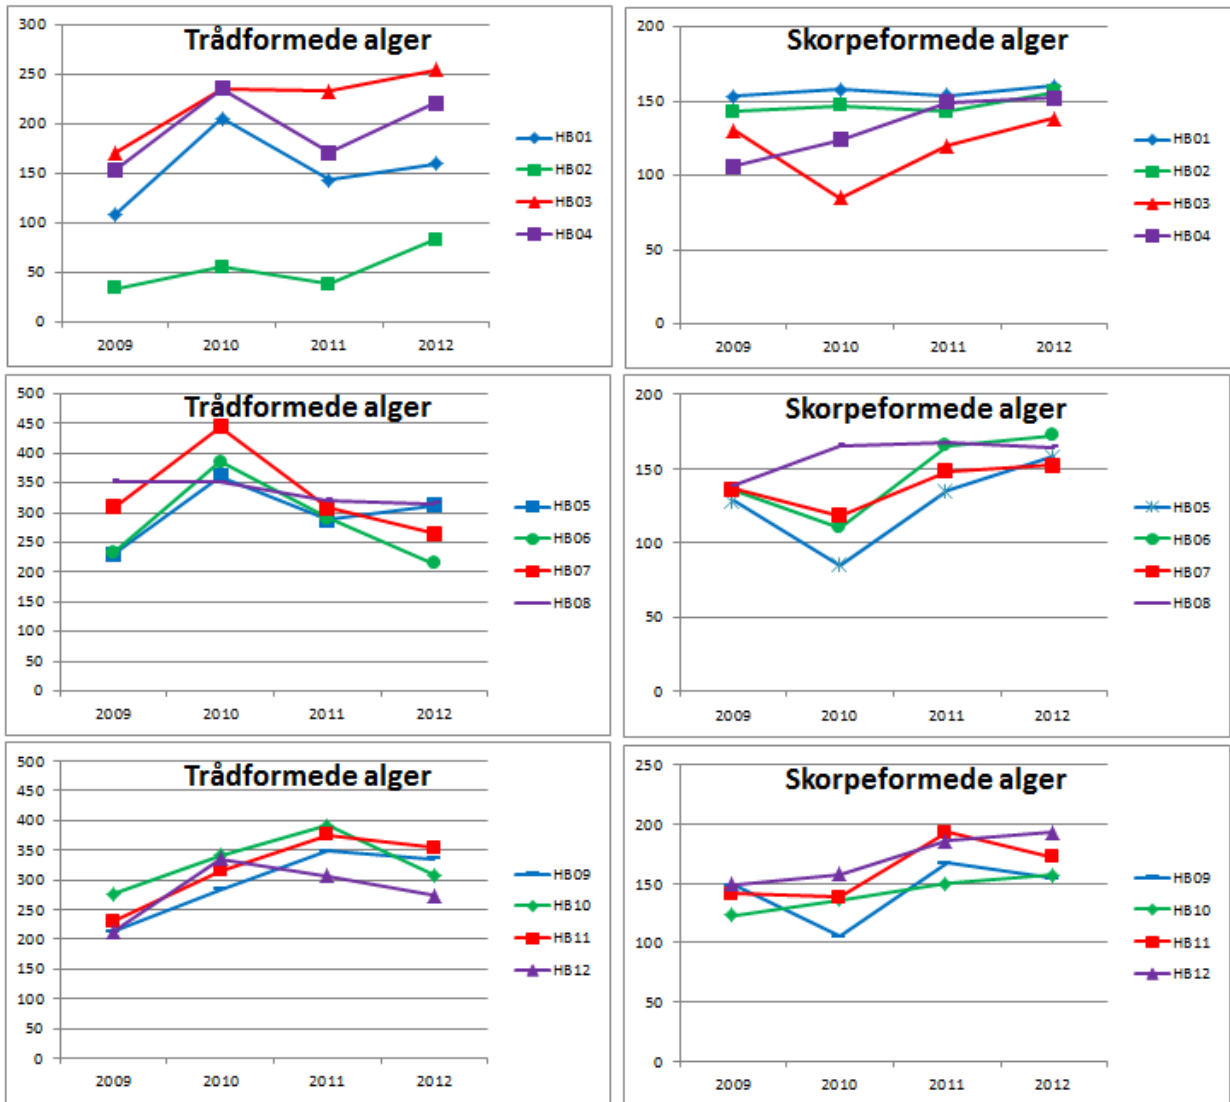 Trådformede alger
300
250
200
150
100
50
0
2009 2010 2011 2012
HB01
HB02
HB03
HB04
Skorpeformede alger
200
150
100
50
0
2009 2010 2011 2012
HB01
HB02
HB03
HB04
Trådformede alger
500
450
400
350
300
250
200
150
100
50
0
2009 2010 2011 2012
HB05
HB06
HB07
HB08
Skorpeformede alger
200
150
100
50
0
2009 2010 2011 2012
HB05
HB06
HB07
HB08
Trådformede alger
500
450
400
350
300
250
200
150
100
50
0
2009 2010 2011 2012
HB09
HB10
HB11
HB12
Skorpeformede alger
250
200
150
100
50
0
2009 2010 2011 2012
HB09
HB10
HB11
HB12